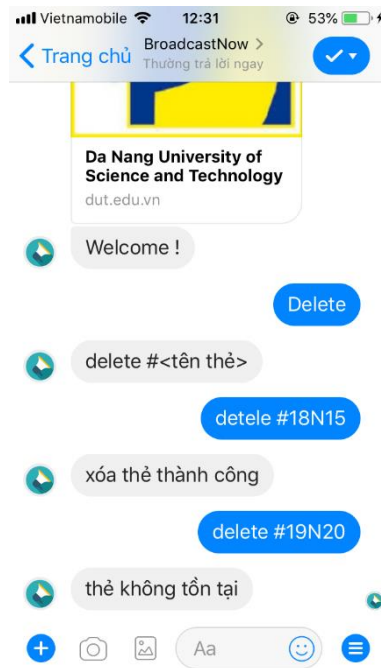 Vietnamobile 12:31 53%
Trang chủ
BroadcastNow >
Thường trả lời ngay
Da Nang University of
Science and Technology
dut.edu.vn
Welcome !
Delete
delete #<tên thẻ>
detele #18N15
xóa thẻ thành công
delete #19N20
thẻ không tồn tại
Aa